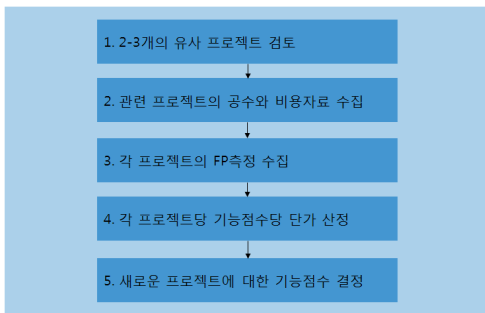 1. 2-3개의 유사 프로젝트 검토
2. 관련 프로젝트의 공수와 비용자료 수집
3. 각 프로젝트의 FP측정 수집
4. 각 프로젝트당 기능점수당 단가 산정
5. 새로운 프로젝트에 대한 기능점수 결정